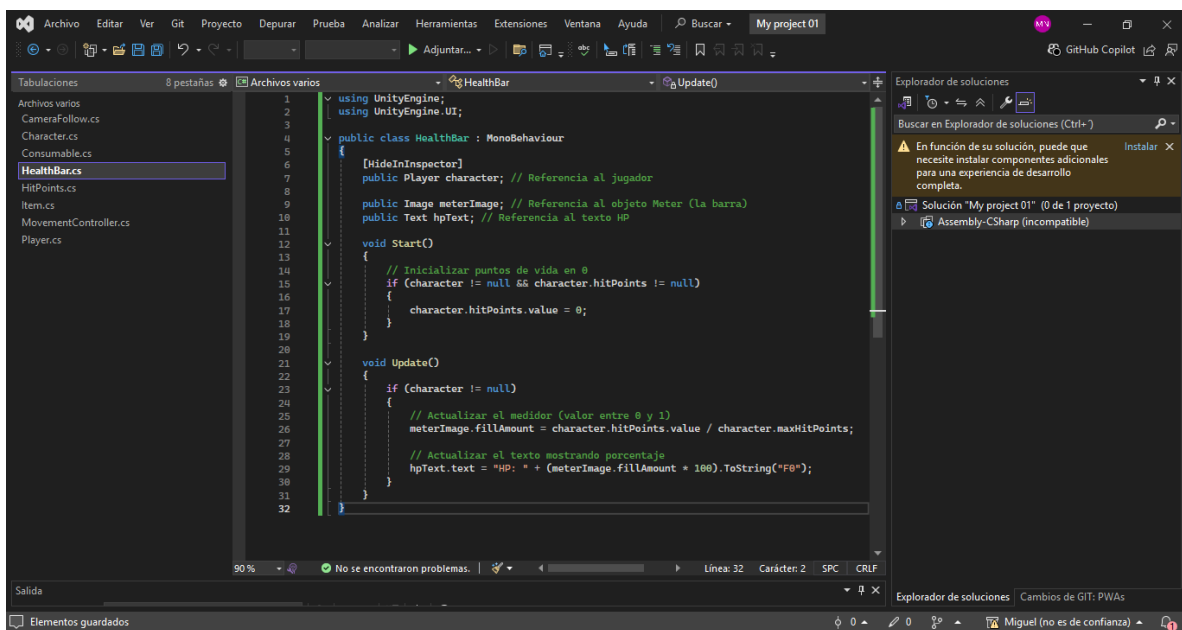 Archivo Editar Ver Git Proyecto Depurar Prueba Analizar Herramientas Extensiones Ventana Ayuda Buscar My project 01 MV
Adjuntar... GitHub Copilot
Tabulaciones 8 pestañas
Archivos varios
CameraFollow.cs
Character.cs
Consumable.cs
HealthBar.cs
HitPoints.cs
Item.cs
MovementController.cs
Player.cs
Archivos varios HealthBar Update()
1 using UnityEngine;
2 using UnityEngine.UI;
3
4 public class HealthBar : MonoBehaviour
5 {
6 [HideInInspector]
7 public Player character; // Referencia al jugador
8
9 public Image meterImage; // Referencia al objeto Meter (la barra)
10 public Text hpText; // Referencia al texto HP
11
12 void Start()
13 {
14 // Inicializar puntos de vida en 0
15 if (character != null && character.hitPoints != null)
16 {
17 character.hitPoints.value = 0;
18 }
19 }
20
21 void Update()
22 {
23 if (character != null)
24 {
25 // Actualizar el medidor (valor entre 0 y 1)
26 meterImage.fillAmount = character.hitPoints.value / character.maxHitPoints;
27
28 // Actualizar el texto mostrando porcentaje
29 hpText.text = "HP: " + (meterImage.fillAmount * 100).ToString("F0");
30 }
31 }
32 }
90 % No se encontraron problemas. Línea: 32 Carácter: 2 SPC CRLF
Salida
Explorador de soluciones
Buscar en Explorador de soluciones (Ctrl+´)
En función de su solución, puede que Instalar
necesite instalar componentes adicionales
para una experiencia de desarrollo
completa.
Solución "My project 01" (0 de 1 proyecto)
Assembly-CSharp (incompatible)
Explorador de soluciones Cambios de GIT: PWAs
Elementos guardados 0 0 Miguel (no es de confianza) 1